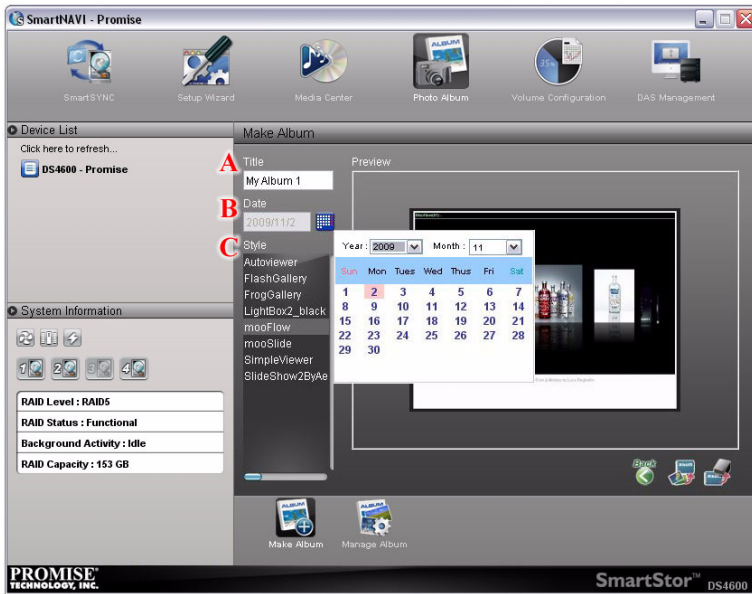 SmartNAVI - Promise
SmartSYNC
Setup Wizard
Media Center
ALBUM
Photo Album
35%
Volume Configuration
DAS Management
Device List
Click here to refresh...
DS4600 - Promise
System Information
1 2 3 4
RAID Level : RAID5
RAID Status : Functional
Background Activity : Idle
RAID Capacity : 153 GB
Make Album
A Title
My Album 1
B Date
2009/11/2
C Style
Autoviewer
FlashGallery
FrogGallery
LightBox2_black
mooFlow
mooSlide
SimpleViewer
SlideShow2ByAe
Preview
Year : 2009 Month : 11
Sun Mon Tues Wed Thus Fri Sat
1 2 3 4 5 6 7
8 9 10 11 12 13 14
15 16 17 18 19 20 21
22 23 24 25 26 27 28
29 30
Back
ALBUM
Make Album
ALBUM
Manage Album
PROMISE®
TECHNOLOGY, INC.
SmartStor™ DS4600